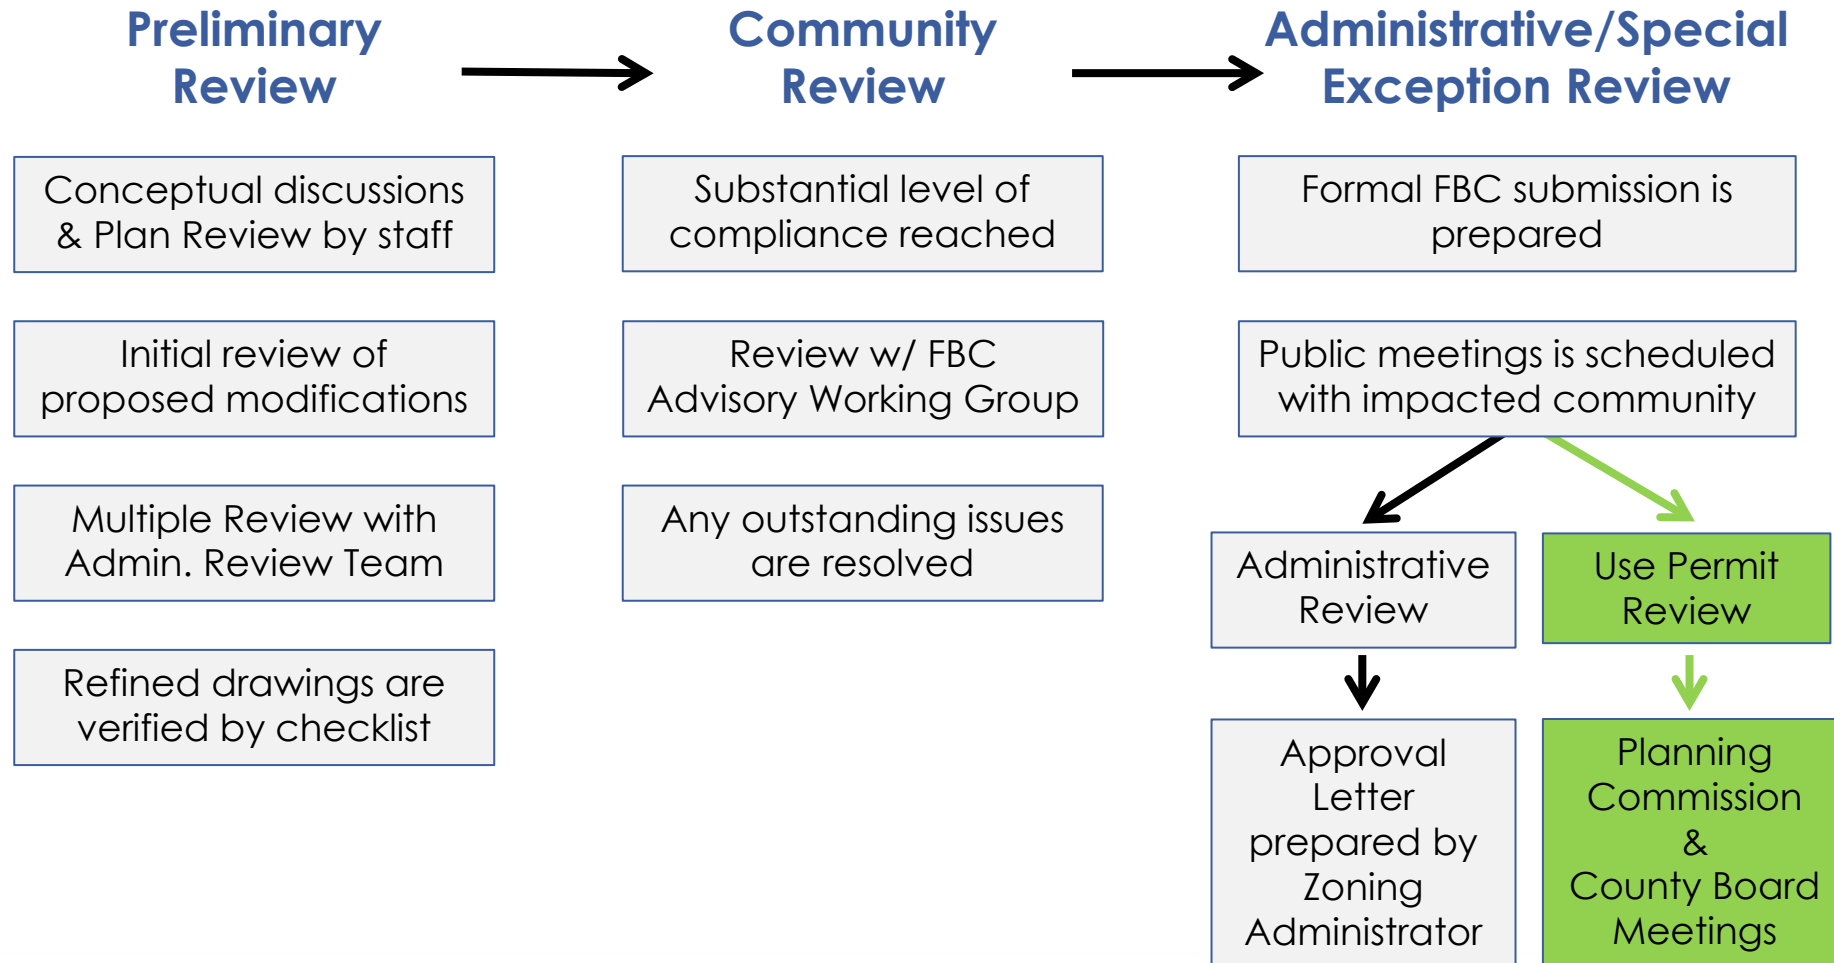 Preliminary
Review
Community
Review
Administrative/Special
Exception Review
Conceptual discussions
& Plan Review by staff
Initial review of
proposed modifications
Multiple Review with
Admin. Review Team
Refined drawings are
verified by checklist
Substantial level of
compliance reached
Review w/ FBC
Advisory Working Group
Any outstanding issues
are resolved
Formal FBC submission is
prepared
Public meetings is scheduled
with impacted community
Administrative
Review
Approval
Letter
prepared by
Zoning
Administrator
Use Permit
Review
Planning
Commission
&
County Board
Meetings